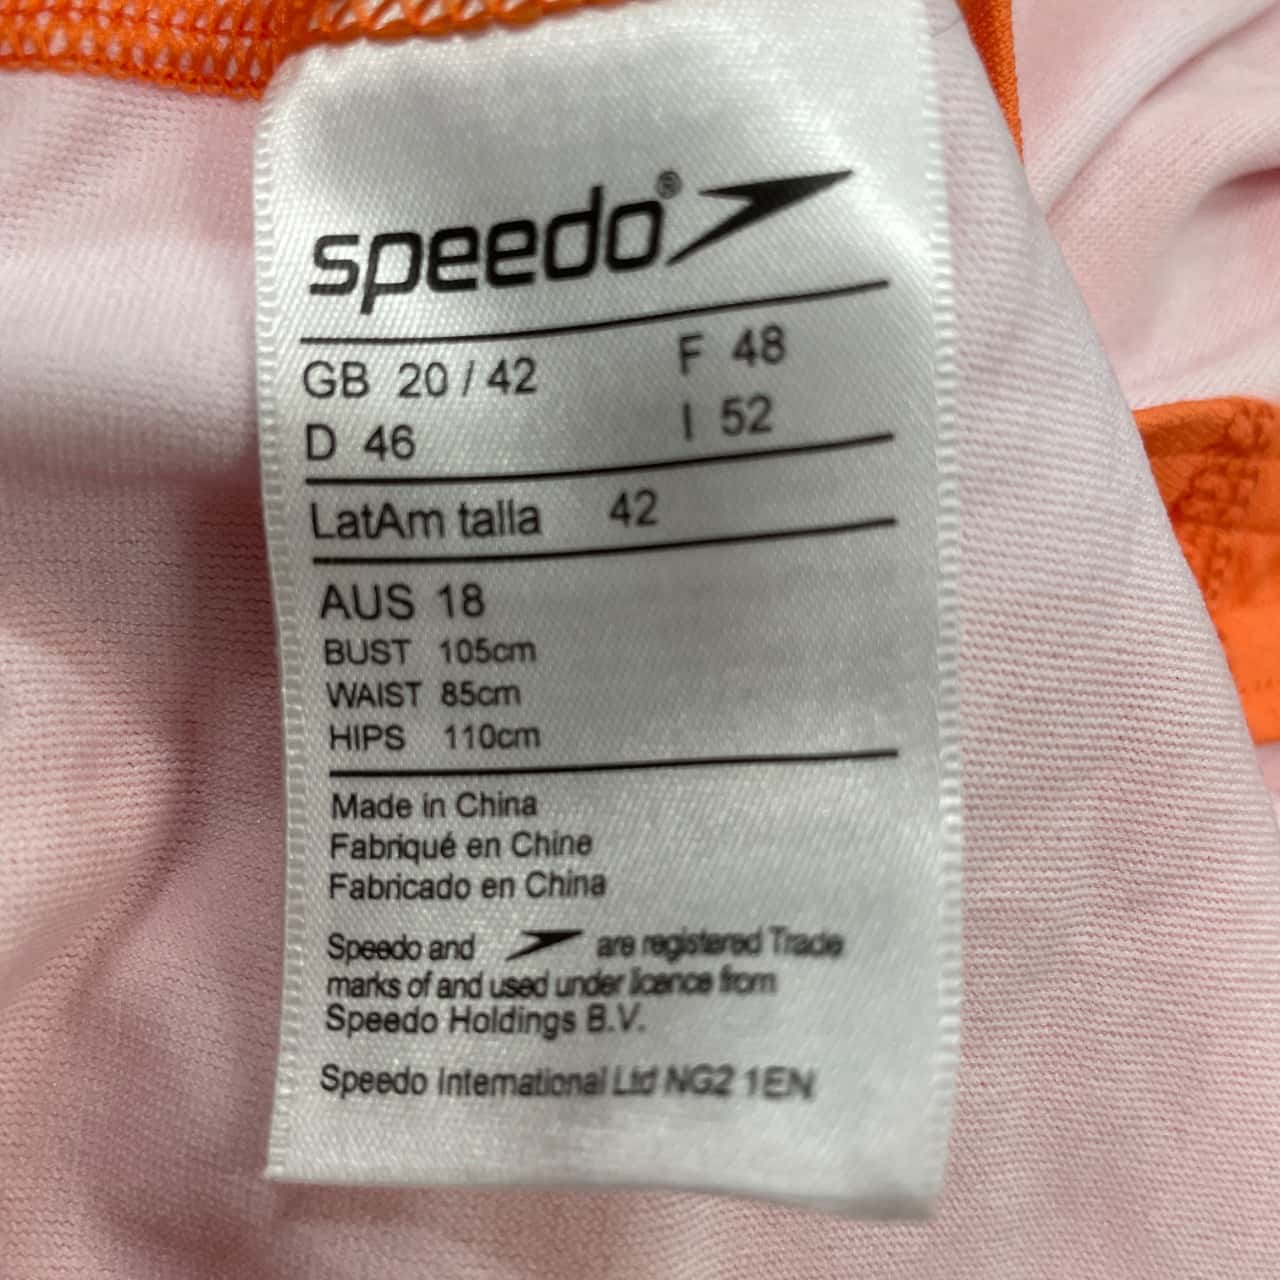 speedo®
GB 20 / 42 F 48
D 46 I 52
LatAm talla 42
AUS 18
BUST 105cm
WAIST 85cm
HIPS 110cm
Made in China
Fabriqué en Chine
Fabricado en China
Speedo and are registered Trade
marks of and used under licence from
Speedo Holdings B.V.
Speedo International Ltd NG2 1EN